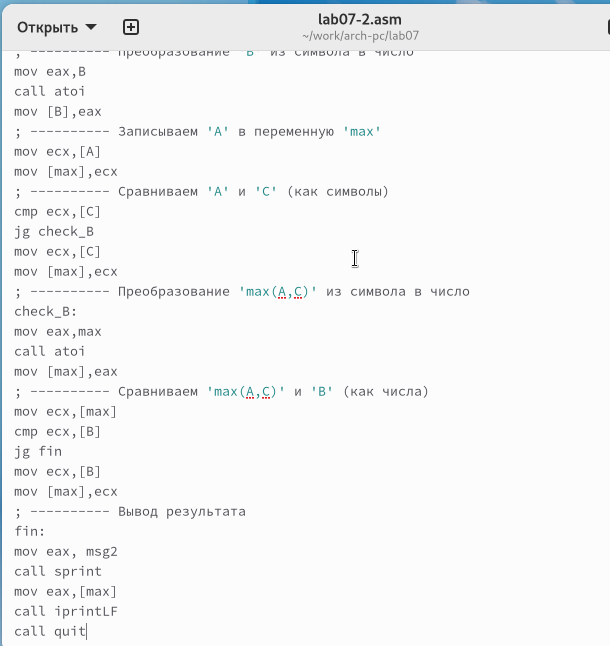 Открыть
lab07-2.asm
~/work/arch-pc/lab07
; ---------- Преобразование 'B' из символа в число
mov eax,B
call atoi
mov [B],eax
; ---------- Записываем 'A' в переменную 'max'
mov ecx,[A]
mov [max],ecx
; ---------- Сравниваем 'A' и 'C' (как символы)
cmp ecx,[C]
jg check_B
mov ecx,[C]
mov [max],ecx
; ---------- Преобразование 'max(A,C)' из символа в число
check_B:
mov eax,max
call atoi
mov [max],eax
; ---------- Сравниваем 'max(A,C)' и 'B' (как числа)
mov ecx,[max]
cmp ecx,[B]
jg fin
mov ecx,[B]
mov [max],ecx
; ---------- Вывод результата
fin:
mov eax, msg2
call sprint
mov eax,[max]
call iprintLF
call quit